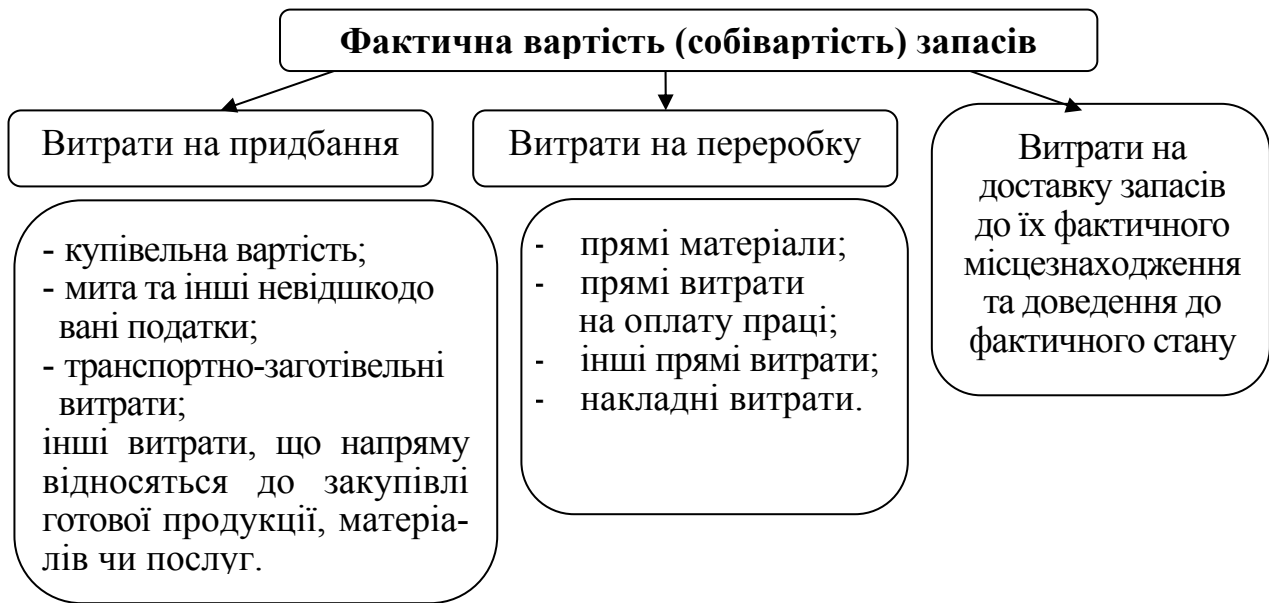 Фактична вартість (собівартість) запасів
Витрати на придбання
- купівельна вартість;
- мита та інші невідшкодо
вані податки;
- транспортно-заготівельні
витрати;
інші витрати, що напряму
відносяться до закупівлі
готової продукції, матеріа-
лів чи послуг.
Витрати на переробку
- прямі матеріали;
- прямі витрати
на оплату праці;
- інші прямі витрати;
- накладні витрати.
Витрати на
доставку запасів
до їх фактичного
місцезнаходження
та доведення до
фактичного стану